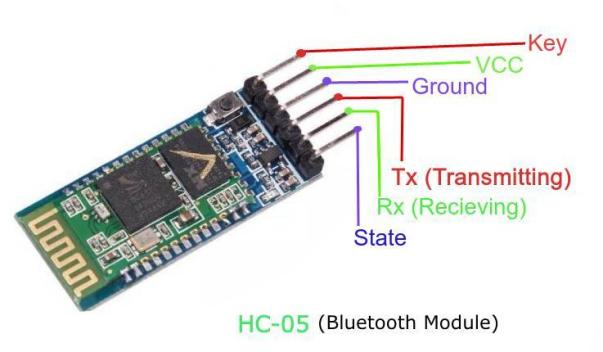 Key
VCC
Ground
Tx (Transmitting)
Rx (Recieving)
State
HC-05 (Bluetooth Module)